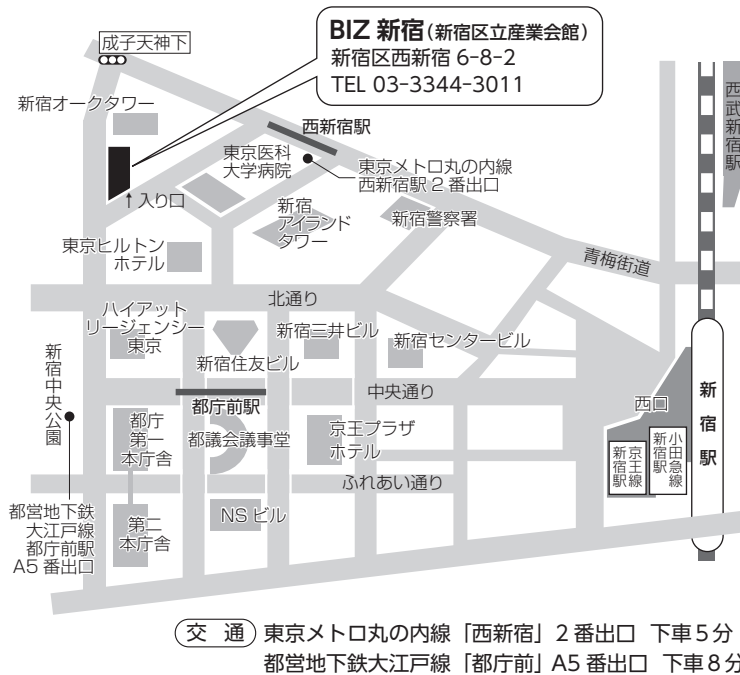 BIZ 新宿(新宿区立産業会館)
新宿区西新宿 6-8-2
TEL 03-3344-3011
成子天神下
新宿オークタワー
西新宿駅
東京医科
大学病院
東京メトロ丸の内線
西新宿駅 2 番出口
↑入り口
新宿
アイランド
タワー
新宿警察署
西武新宿駅
東京ヒルトン
ホテル
青梅街道
北通り
ハイアット
リージェンシー
東京
新宿住友ビル
新宿三井ビル
新宿センタービル
新宿中央公園
都庁前駅
中央通り
西口
新宿駅
都庁
第一
本庁舎
都議会議事堂
京王プラザ
ホテル
京王線
新宿駅
小田急線
新宿駅
ふれあい通り
都営地下鉄
大江戸線
都庁前駅
A5 番出口
第二
本庁舎
NS ビル
交 通 東京メトロ丸の内線「西新宿」2 番出口 下車 5 分
都営地下鉄大江戸線「都庁前」A5 番出口 下車 8 分